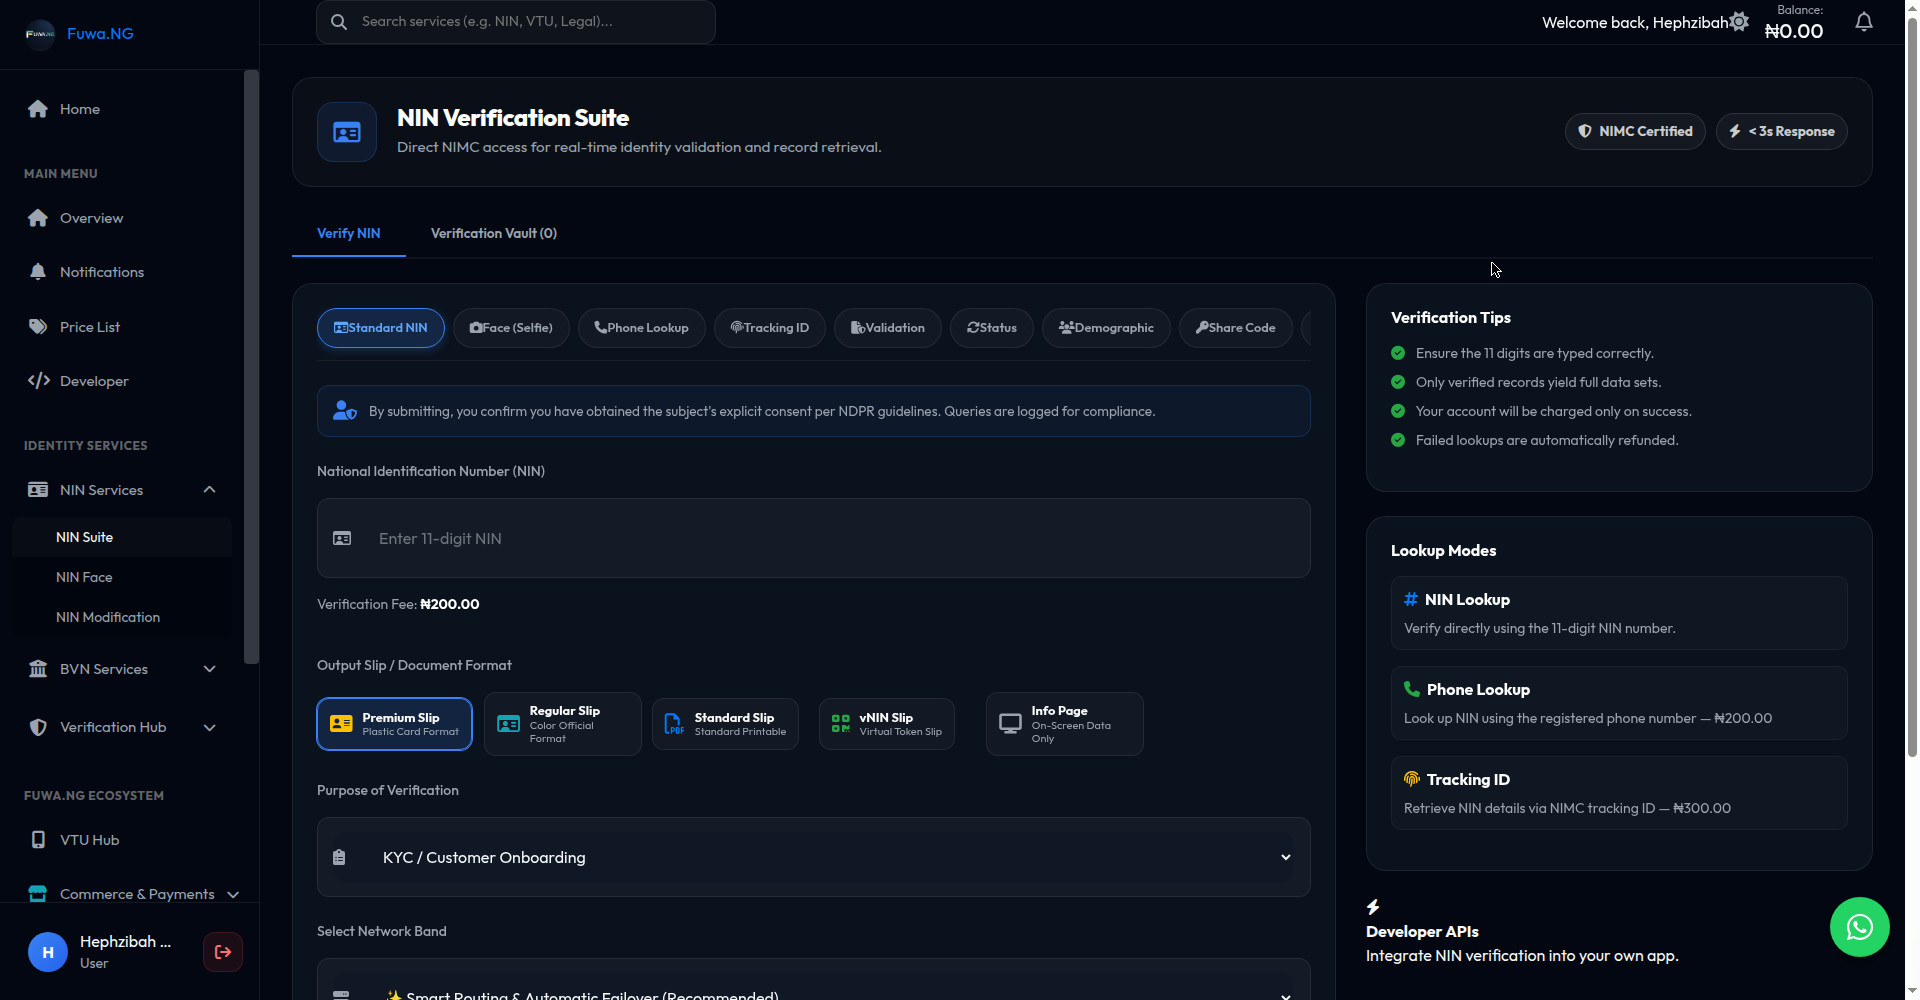 Fuwa.NG
Home
MAIN MENU
Overview
Notifications
Price List
Developer
IDENTITY SERVICES
NIN Services
NIN Suite
NIN Face
NIN Modification
BVN Services
Verification Hub
FUWA.NG ECOSYSTEM
VTU Hub
Commerce & Payments
H
Hephzibah ...
User
Search services (e.g. NIN, VTU, Legal)...
Welcome back, Hephzibah
Balance:
₦0.00
NIN Verification Suite
Direct NIMC access for real-time identity validation and record retrieval.
NIMC Certified
< 3s Response
Verify NIN
Verification Vault (0)
Standard NIN
Face (Selfie)
Phone Lookup
Tracking ID
Validation
Status
Demographic
Share Code
By submitting, you confirm you have obtained the subject's explicit consent per NDPR guidelines. Queries are logged for compliance.
National Identification Number (NIN)
Enter 11-digit NIN
Verification Fee: ₦200.00
Output Slip / Document Format
Premium Slip
Plastic Card Format
Regular Slip
Color Official
Format
PDF
Standard Slip
Standard Printable
vNIN Slip
Virtual Token Slip
Info Page
On-Screen Data
Only
Purpose of Verification
KYC / Customer Onboarding
Select Network Band
✨ Smart Routing & Automatic Failover (Recommended)
Verification Tips
Ensure the 11 digits are typed correctly.
Only verified records yield full data sets.
Your account will be charged only on success.
Failed lookups are automatically refunded.
Lookup Modes
# NIN Lookup
Verify directly using the 11-digit NIN number.
Phone Lookup
Look up NIN using the registered phone number — ₦200.00
Tracking ID
Retrieve NIN details via NIMC tracking ID — ₦300.00
Developer APIs
Integrate NIN verification into your own app.